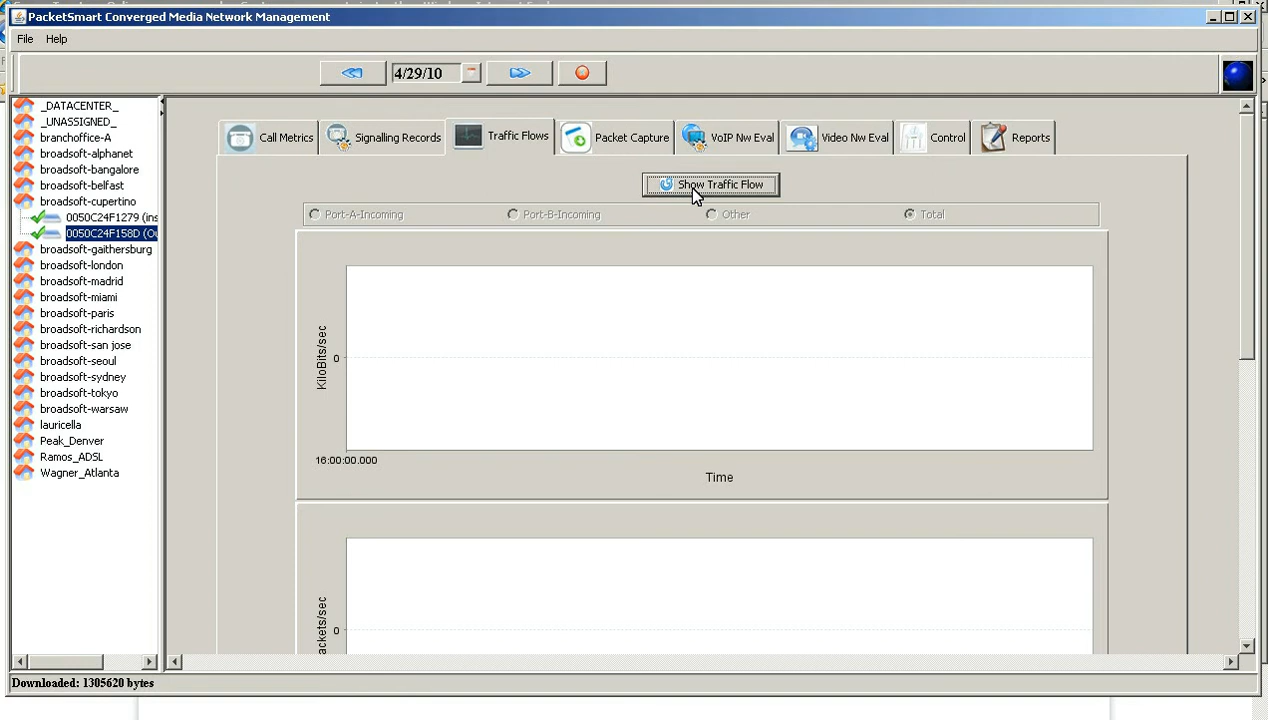 PacketSmart Converged Media Network Management
File Help
4/29/10
_DATACENTER_
_UNASSIGNED_
branchoffice-A
broadsoft-alphanet
broadsoft-bangalore
broadsoft-belfast
broadsoft-cupertino
0050C24F1279 (ins
0050C24F158D (Ou
broadsoft-gaithersburg
broadsoft-london
broadsoft-madrid
broadsoft-miami
broadsoft-paris
broadsoft-richardson
broadsoft-san jose
broadsoft-seoul
broadsoft-sydney
broadsoft-tokyo
broadsoft-warsaw
lauricella
Peak_Denver
Ramos_ADSL
Wagner_Atlanta
Call Metrics Signalling Records Traffic Flows Packet Capture VoIP Nw Eval Video Nw Eval Control Reports
Show Traffic Flow
Port-A-Incoming Port-B-Incoming Other Total
KiloBits/sec
0
16:00:00.000
Time
ackets/sec
0
Downloaded: 1305620 bytes